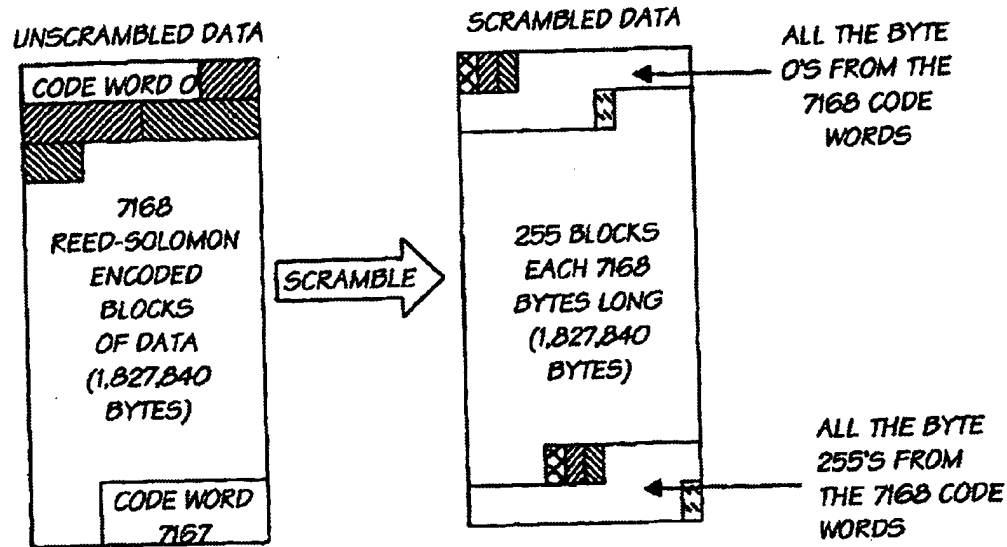 UNSCRAMBLED DATA
CODE WORD 0
7168
REED-SOLOMON
ENCODED
BLOCKS
OF DATA
(1,827,840
BYTES)
CODE WORD
7167
SCRAMBLE
SCRAMBLED DATA
255 BLOCKS
EACH 7168
BYTES LONG
(1,827,840
BYTES)
ALL THE BYTE
0'S FROM THE
7168 CODE
WORDS
ALL THE BYTE
255'S FROM
THE 7168 CODE
WORDS